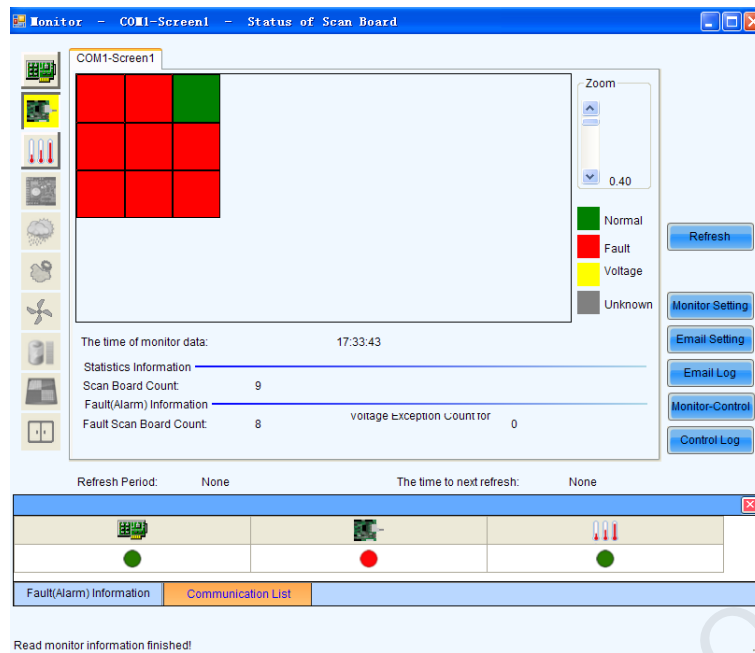 Monitor - COM1-Screen1 - Status of Scan Board
COM1-Screen1
Zoom
0.40
Normal
Fault
Voltage
Unknown
Refresh
Monitor Setting
Email Setting
Email Log
Monitor-Control
Control Log
The time of monitor data: 17:33:43
Statistics Information
Scan Board Count: 9
Fault(Alarm) Information
Fault Scan Board Count: 8 Voltage Exception Count for 0
Refresh Period: None The time to next refresh: None
Fault(Alarm) Information Communication List
Read monitor information finished!